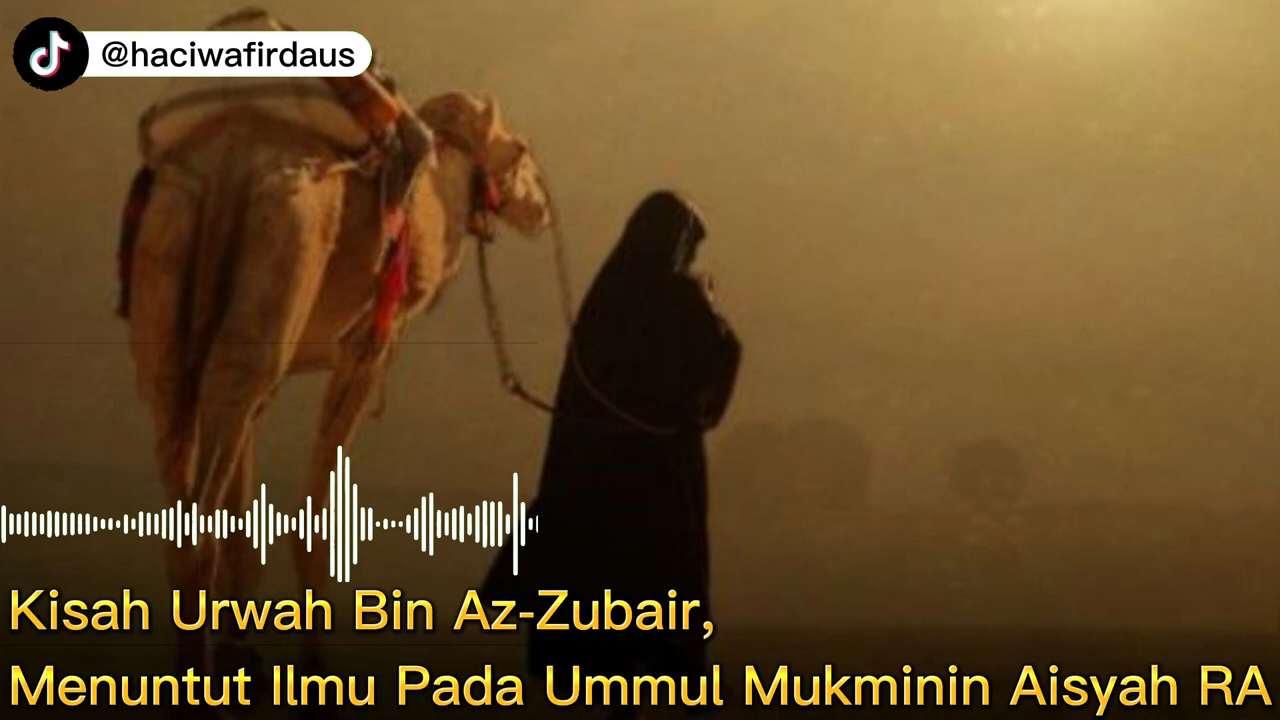 @haciwafirdaus
Kisah Urwah Bin Az-Zubair,
Menuntut Ilmu Pada Ummul Mukminin Aisyah RA